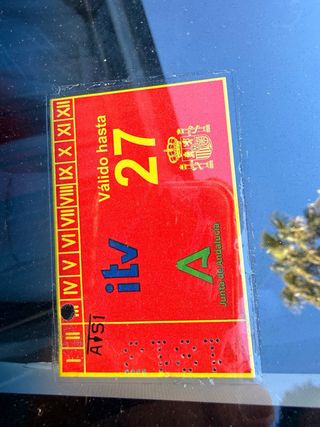 I II III IV V VI VII VIII IX X XI XII
Válido hasta
27
itv
Junta de Andalucía